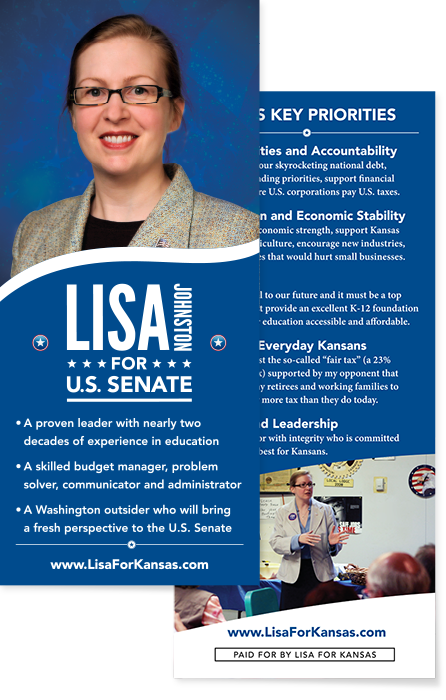 LISA
JOHNSTON
FOR
U.S. SENATE
• A proven leader with nearly two
decades of experience in education
• A skilled budget manager, problem
solver, communicator and administrator
• A Washington outsider who will bring
a fresh perspective to the U.S. Senate
www.LisaForKansas.com
S KEY PRIORITIES
ties and Accountability
our skyrocketing national debt,
ding priorities, support financial
re U.S. corporations pay U.S. taxes.
n and Economic Stability
conomic strength, support Kansas
iculture, encourage new industries,
es that would hurt small businesses.
l to our future and it must be a top
t provide an excellent K-12 foundation
education accessible and affordable.
Everyday Kansans
st the so-called “fair tax” (a 23%
x) supported by my opponent that
y retirees and working families to
more tax than they do today.
nd Leadership
or with integrity who is committed
best for Kansans.
www.LisaForKansas.com
PAID FOR BY LISA FOR KANSAS